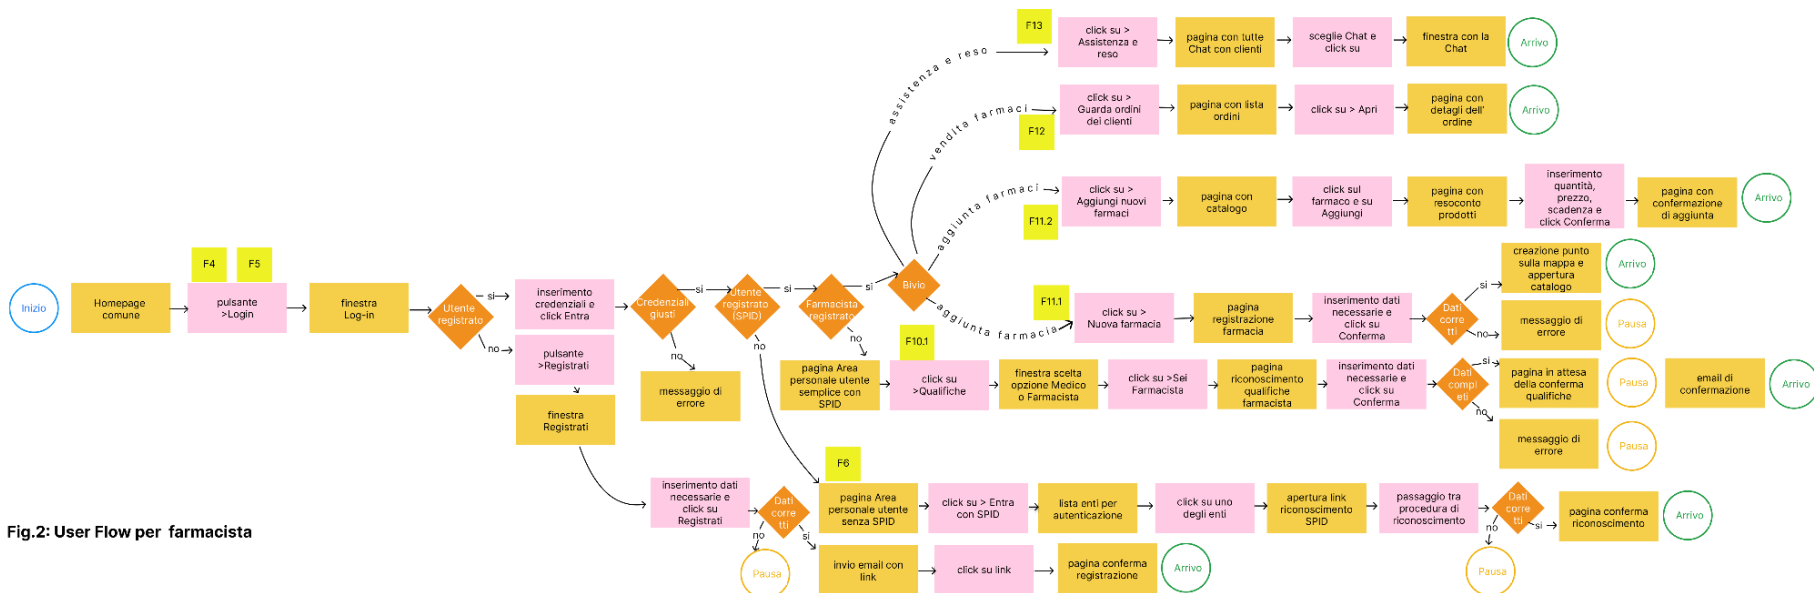 F13
click su >
Assistenza e
reso
pagina con tutte
Chat con clienti
sceglie Chat e
click su
finestra con la
Chat
Arrivo
assistenza e reso
click su >
Guarda ordini
dei clienti
pagina con lista
ordini
click su > Apri
pagina con
detagli dell'
ordine
Arrivo
vendita farmaci
F12
click su >
Aggiungi nuovi
farmaci
pagina con
catalogo
click sul
farmaco e su
Aggiungi
pagina con
resoconto
prodotti
inserimento
quantità,
prezzo,
scadenza e
click Conferma
pagina con
confermazione
di aggiunta
Arrivo
aggiunta farmaci
F11.2
F4
F5
Inizio
Homepage
comune
pulsante
>Login
finestra
Log-in
Utente
registrato
si
no
inserimento
credenziali e
click Entra
Credenziali
giusti
si
no
Utente
registrato
(SPID)
si
no
Farmacista
registrato
si
no
Bivio
aggiunta farmacia
F11.1
click su >
Nuova farmacia
pagina
registrazione
farmacia
inserimento dati
necessarie e
click su
Conferma
Dati
corre
tti
si
no
creazione punto
sulla mappa e
appertura
catalogo
Arrivo
messaggio di
errore
Pausa
pulsante
>Registrati
finestra
Registrati
messaggio di
errore
F10.1
pagina Area
personale utente
semplice con
SPID
click su
>Qualifiche
finestra scelta
opzione Medico
o Farmacista
click su >Sei
Farmacista
pagina
riconoscimento
qualifiche
farmacista
inserimento dati
necessarie e
click su
Conferma
Dati
compl
eti
si
no
pagina in attesa
della conferma
qualifiche
Pausa
email di
confermazione
Arrivo
messaggio di
errore
Pausa
F6
inserimento dati
necessarie e
click su
Registrati
Dati
corre
tti
no
si
Pausa
pagina Area
personale utente
senza SPID
click su > Entra
con SPID
lista enti per
autenticazione
click su uno
degli enti
apertura link
riconoscimento
SPID
passaggio tra
procedura di
riconoscimento
Dati
corre
tti
no
si
Pausa
pagina conferma
riconoscimento
Arrivo
invio email con
link
click su link
pagina conferma
registrazione
Arrivo
Fig.2: User Flow per farmacista